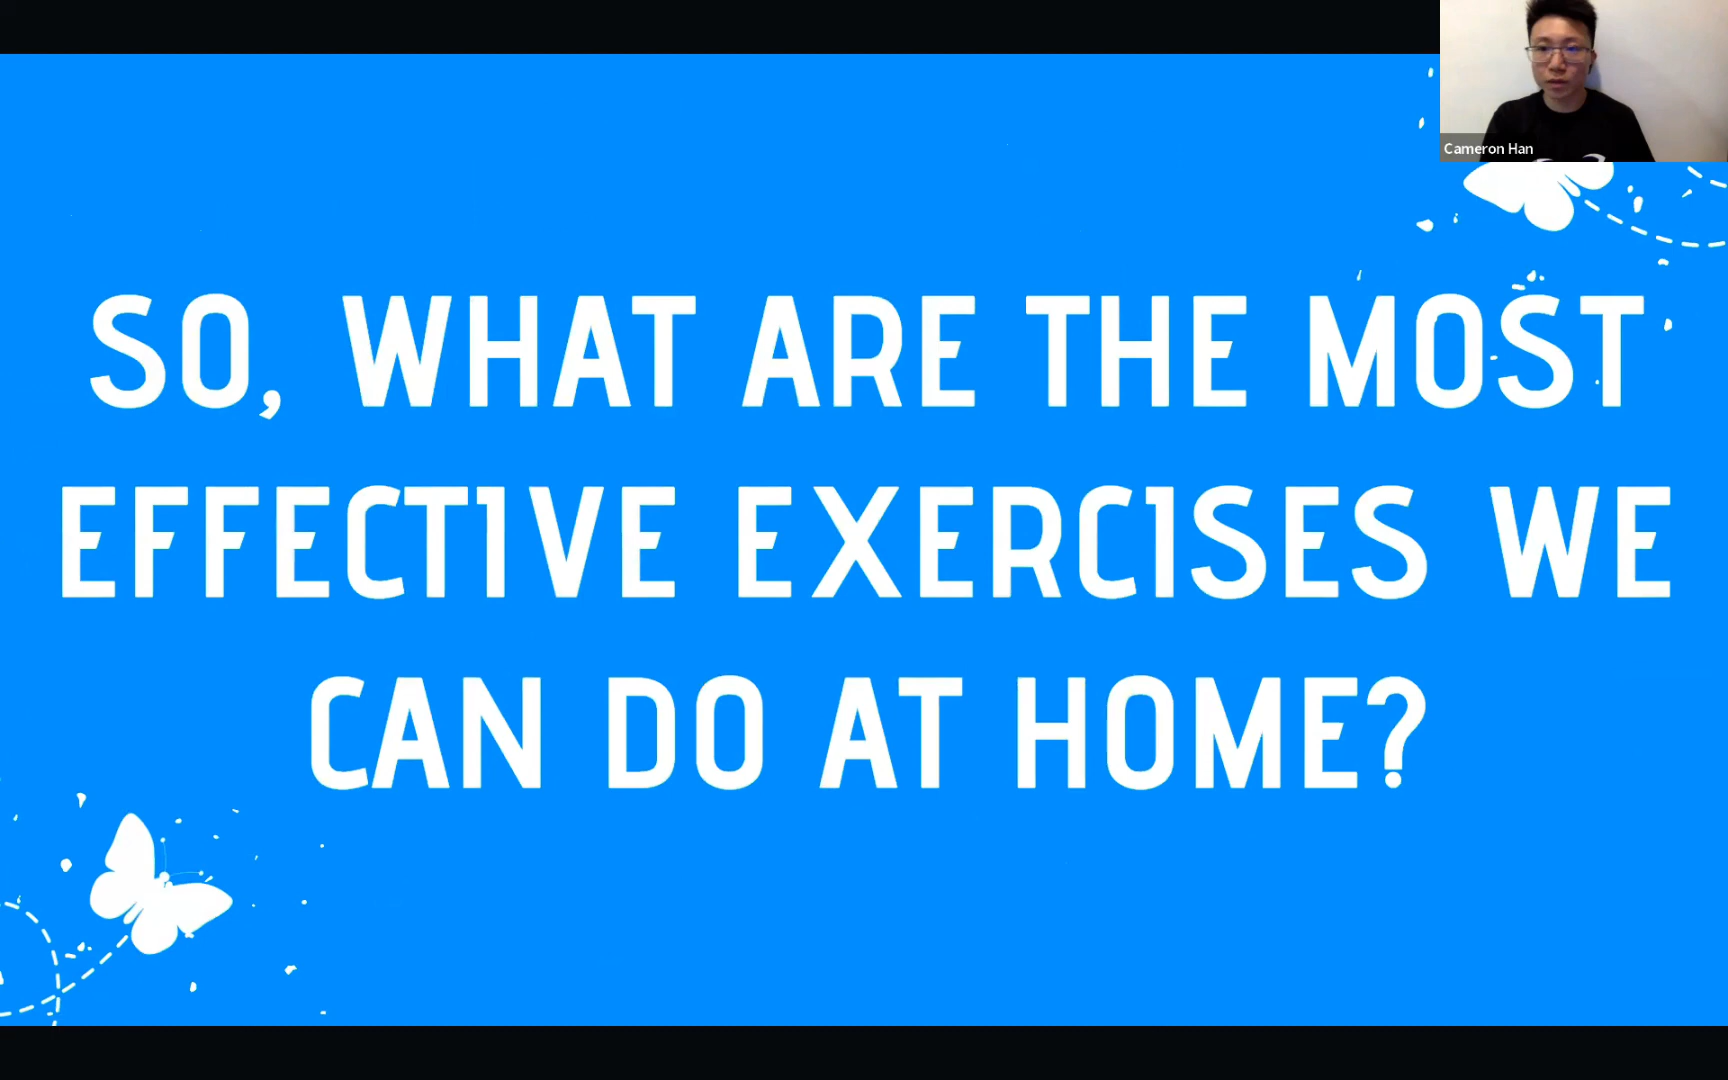 Cameron Han
SO, WHAT ARE THE MOST
EFFECTIVE EXERCISES WE
CAN DO AT HOME?